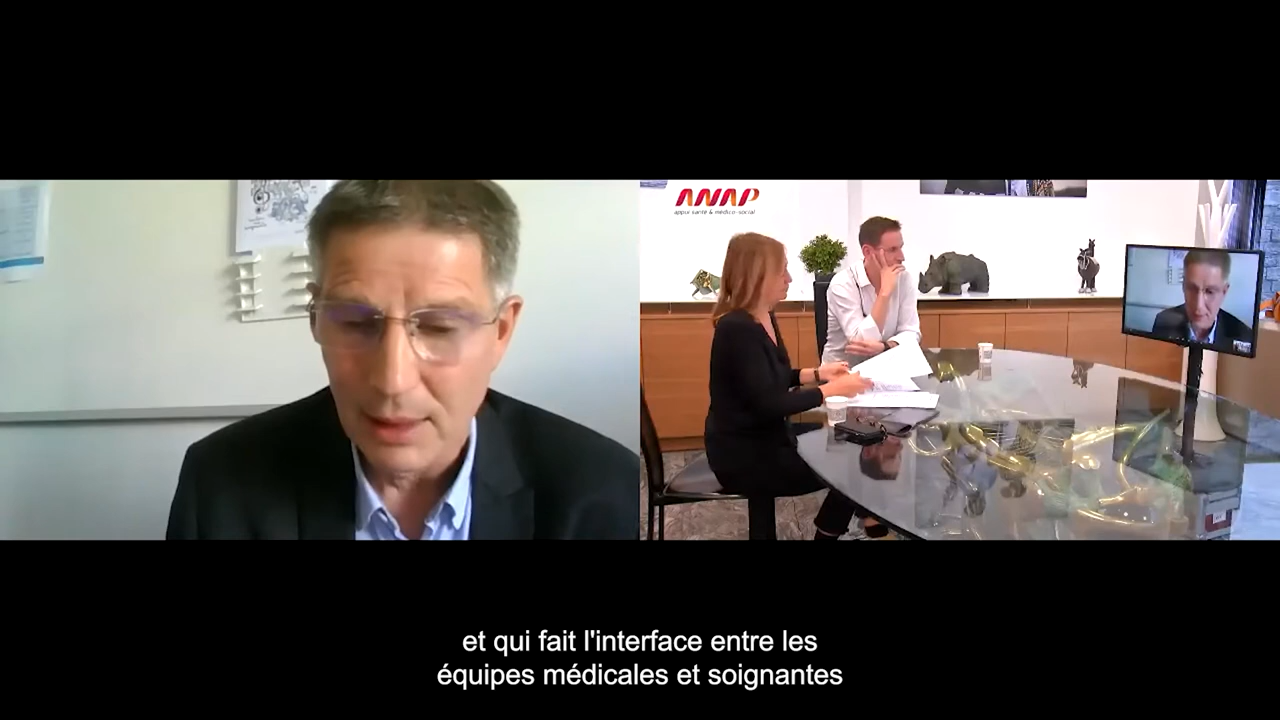 ANAP
appui santé & médico-social
et qui fait l'interface entre les
équipes médicales et soignantes